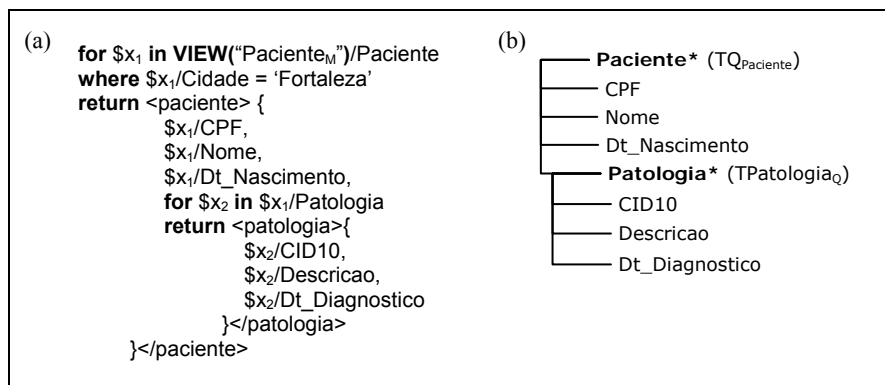 (a)
for $x₁ in VIEW(“Pacienteₘ”)/Paciente
where $x₁/Cidade = ‘Fortaleza’
return <paciente> {
$x₁/CPF,
$x₁/Nome,
$x₁/Dt_Nascimento,
for $x₂ in $x₁/Patologia
return <patologia>{
$x₂/CID10,
$x₂/Descricao,
$x₂/Dt_Diagnostico
}</patologia>
}</paciente>
(b)
Paciente* (TQPaciente)
CPF
Nome
Dt_Nascimento
Patologia* (TPatologiaQ)
CID10
Descricao
Dt_Diagnostico